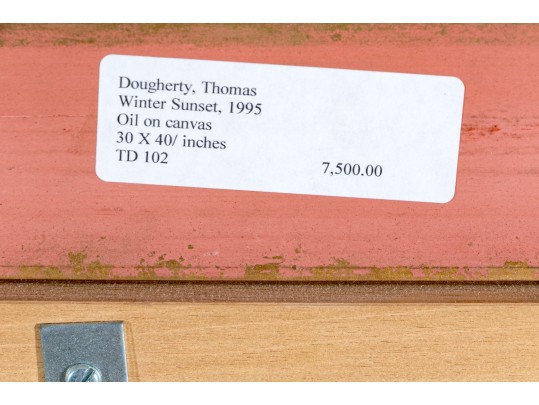 Dougherty, Thomas
Winter Sunset, 1995
Oil on canvas
30 X 40/ inches
TD 102 7,500.00